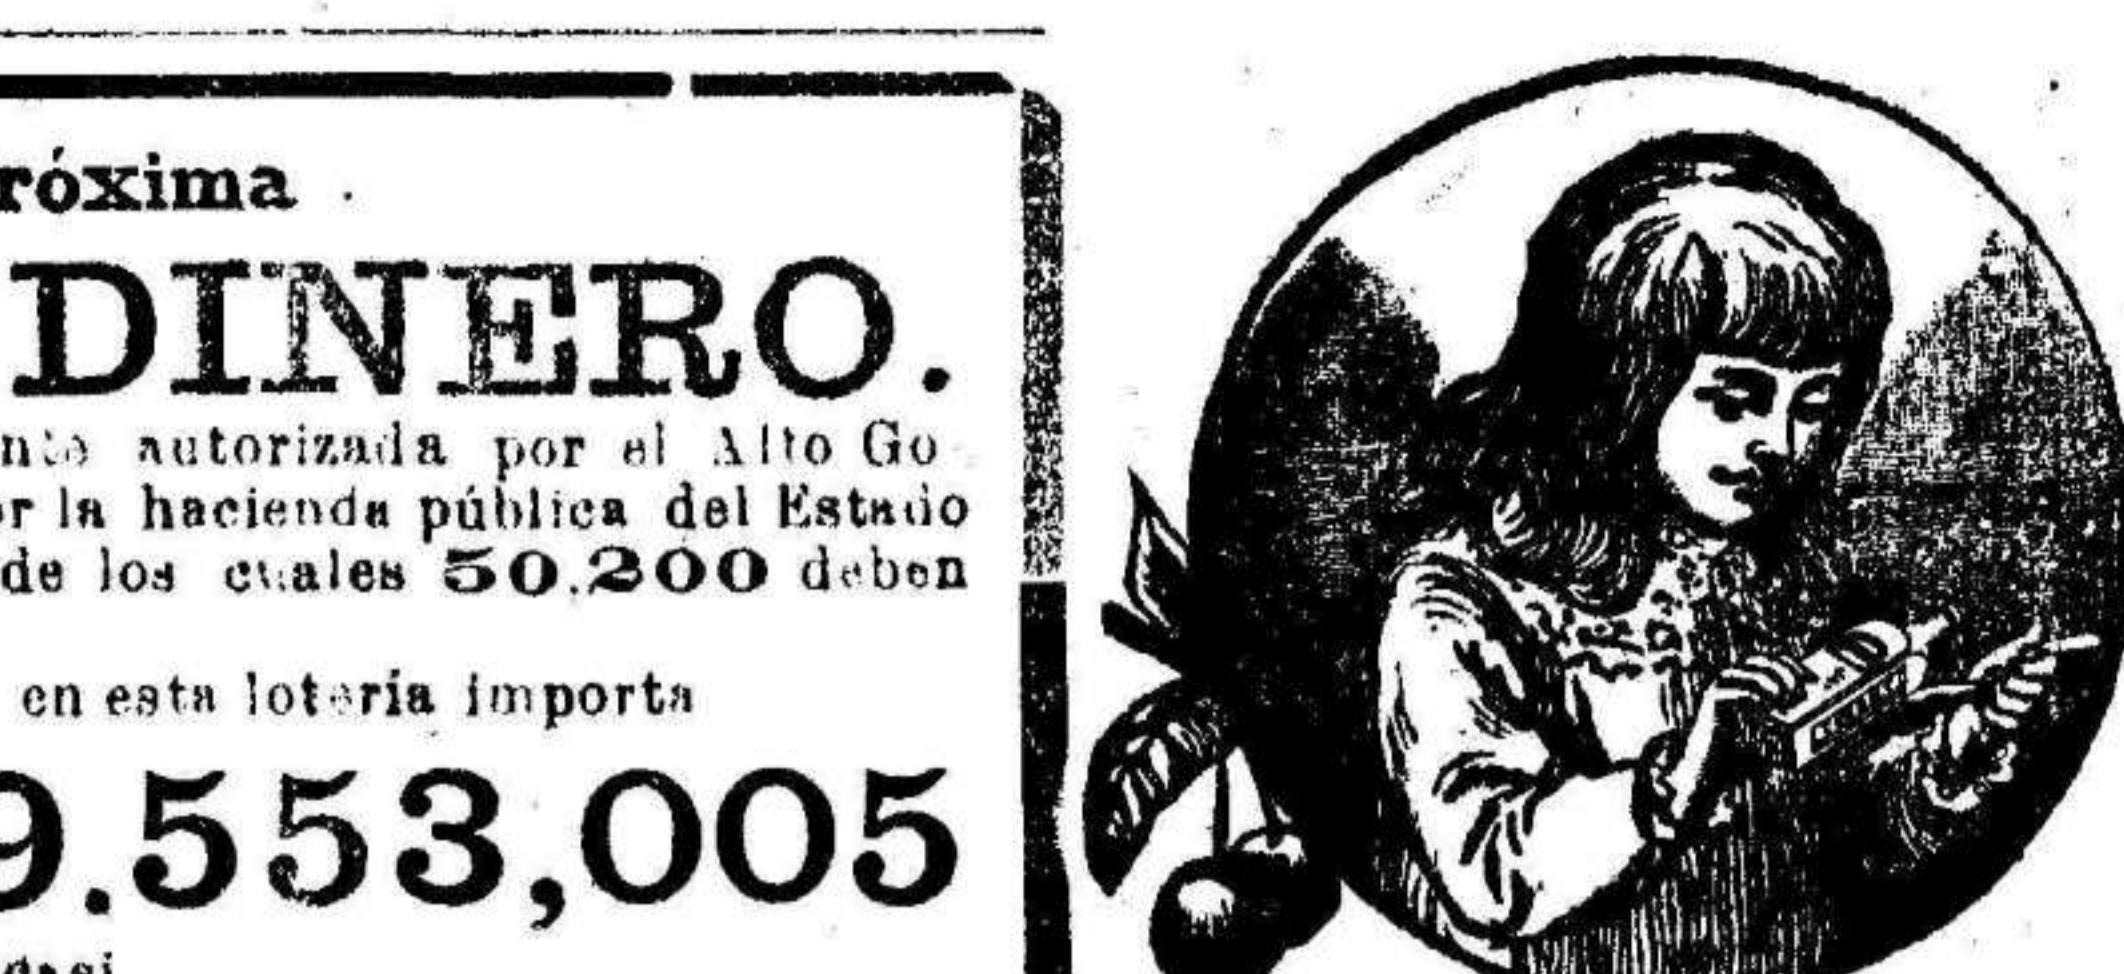 róxima
DINERO.
autorizada por el Alto Go
r la hacienda pública del Estado
de los cuales 50.200 deben
en esta lotería importa
9.553,005